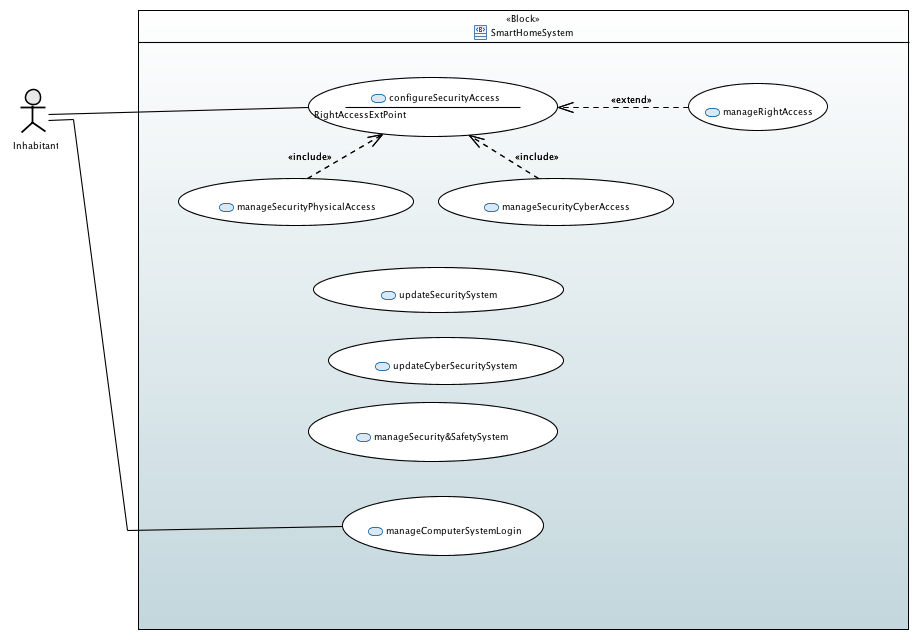 «Block»
SmartHomeSystem
configureSecurityAccess
RightAccessExtPoint
«extend»
manageRightAccess
Inhabitant
«include»
«include»
manageSecurityPhysicalAccess
manageSecurityCyberAccess
updateSecuritySystem
updateCyberSecuritySystem
manageSecurity&SafetySystem
manageComputerSystemLogin